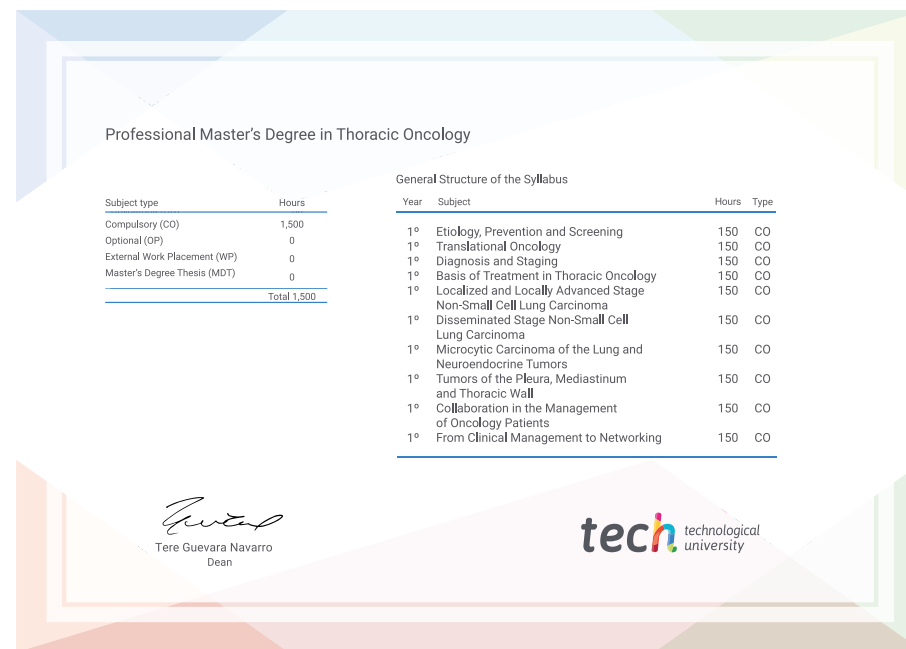 Professional Master's Degree in Thoracic Oncology
General Structure of the Syllabus
Subject type Hours
Compulsory (CO) 1,500
Optional (OP) 0
External Work Placement (WP) 0
Master's Degree Thesis (MDT) 0
Total 1,500
Year Subject Hours Type
1º Etiology, Prevention and Screening 150 CO
1º Translational Oncology 150 CO
1º Diagnosis and Staging 150 CO
1º Basis of Treatment in Thoracic Oncology 150 CO
1º Localized and Locally Advanced Stage 150 CO
Non-Small Cell Lung Carcinoma
1º Disseminated Stage Non-Small Cell 150 CO
Lung Carcinoma
1º Microcytic Carcinoma of the Lung and 150 CO
Neuroendocrine Tumors
1º Tumors of the Pleura, Mediastinum 150 CO
and Thoracic Wall
1º Collaboration in the Management 150 CO
of Oncology Patients
1º From Clinical Management to Networking 150 CO
Tere Guevara Navarro
Dean
tech technological
university